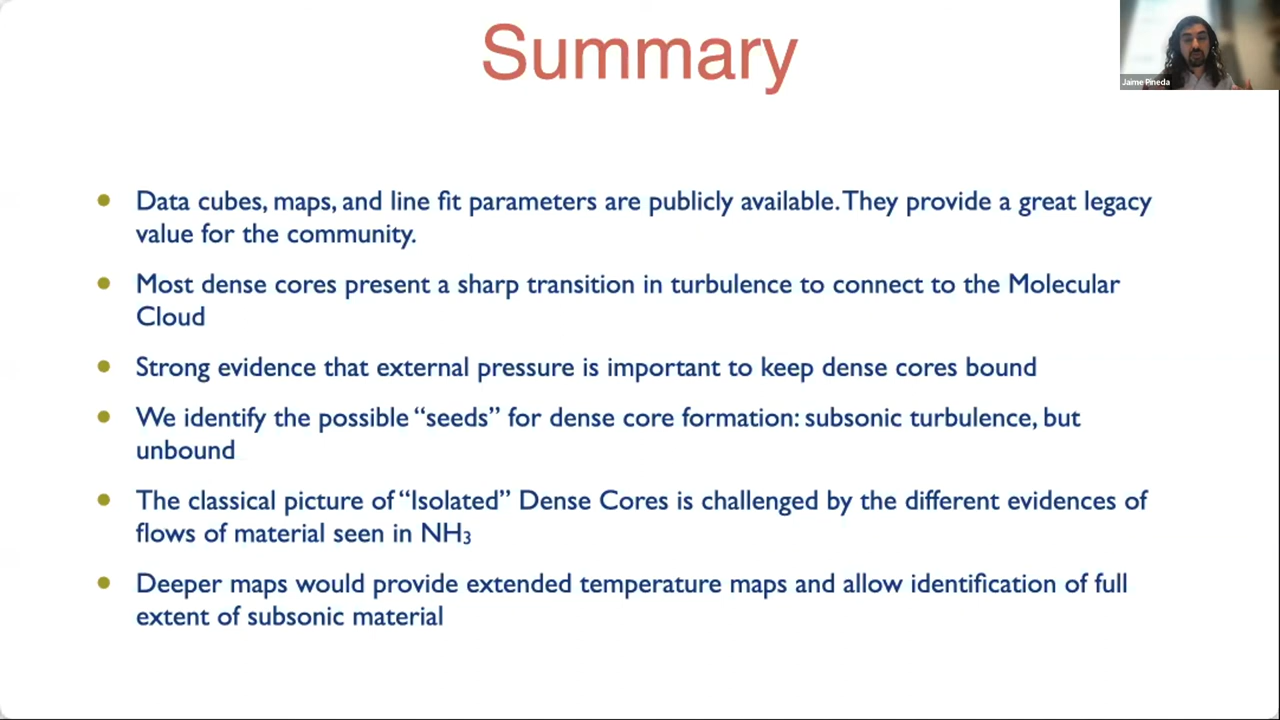 Summary
Jaime Pineda
• Data cubes, maps, and line fit parameters are publicly available. They provide a great legacy
value for the community.
• Most dense cores present a sharp transition in turbulence to connect to the Molecular
Cloud
• Strong evidence that external pressure is important to keep dense cores bound
• We identify the possible “seeds” for dense core formation: subsonic turbulence, but
unbound
• The classical picture of “Isolated” Dense Cores is challenged by the different evidences of
flows of material seen in NH₃
• Deeper maps would provide extended temperature maps and allow identification of full
extent of subsonic material